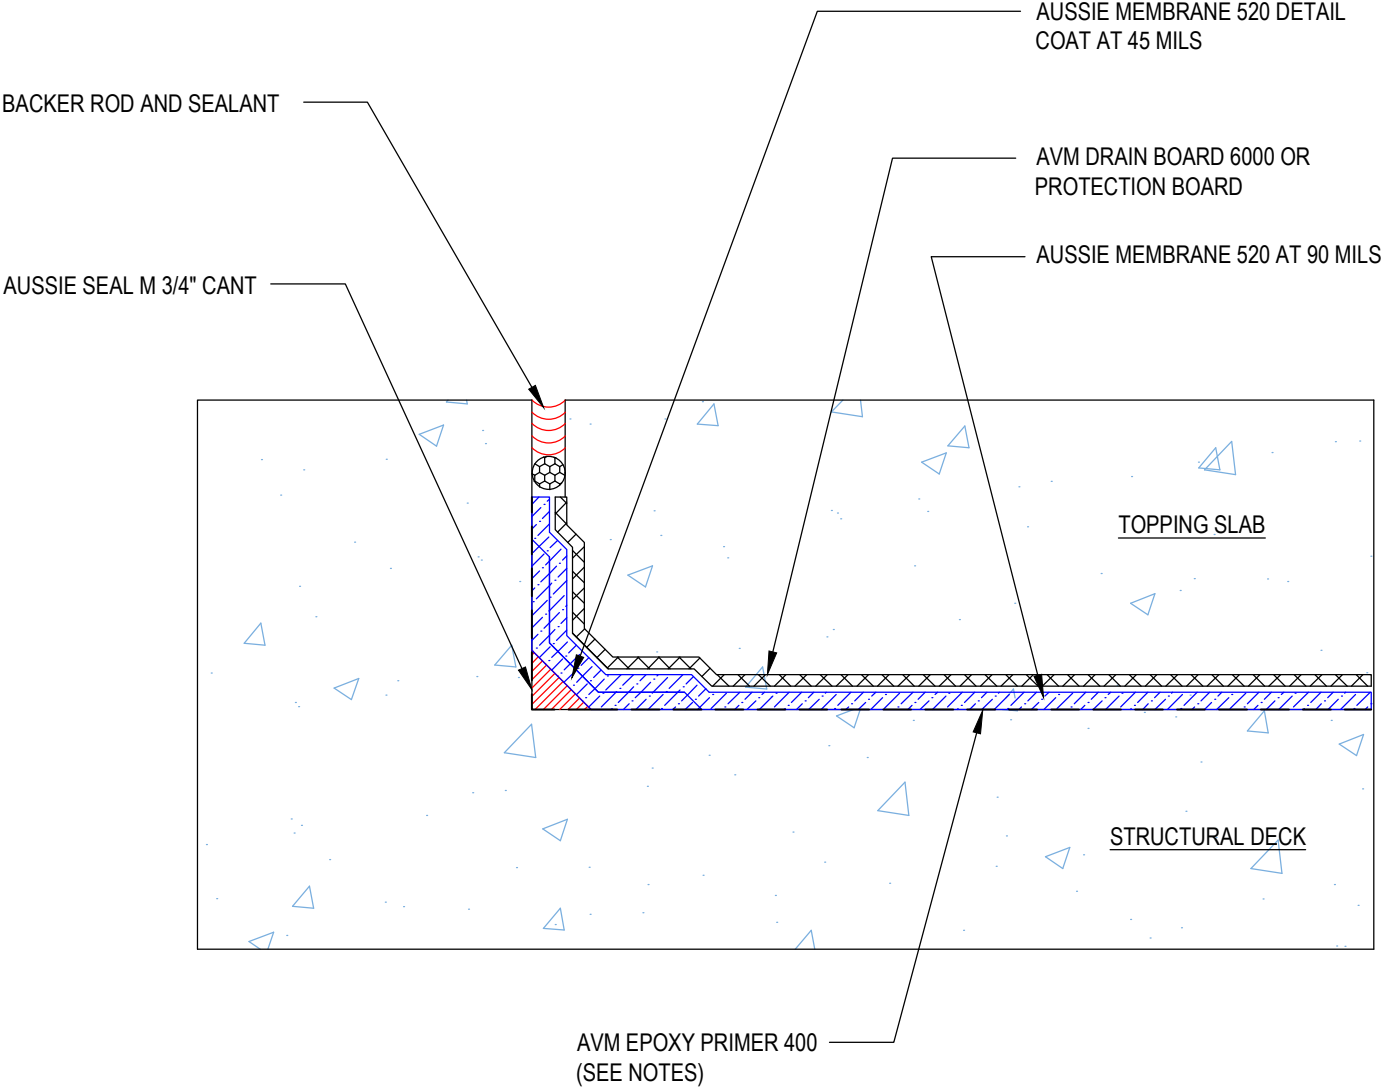 AUSSIE MEMBRANE 520 DETAIL
COAT AT 45 MILS
BACKER ROD AND SEALANT
AVM DRAIN BOARD 6000 OR
PROTECTION BOARD
AUSSIE MEMBRANE 520 AT 90 MILS
AUSSIE SEAL M 3/4" CANT
TOPPING SLAB
STRUCTURAL DECK
AVM EPOXY PRIMER 400
(SEE NOTES)